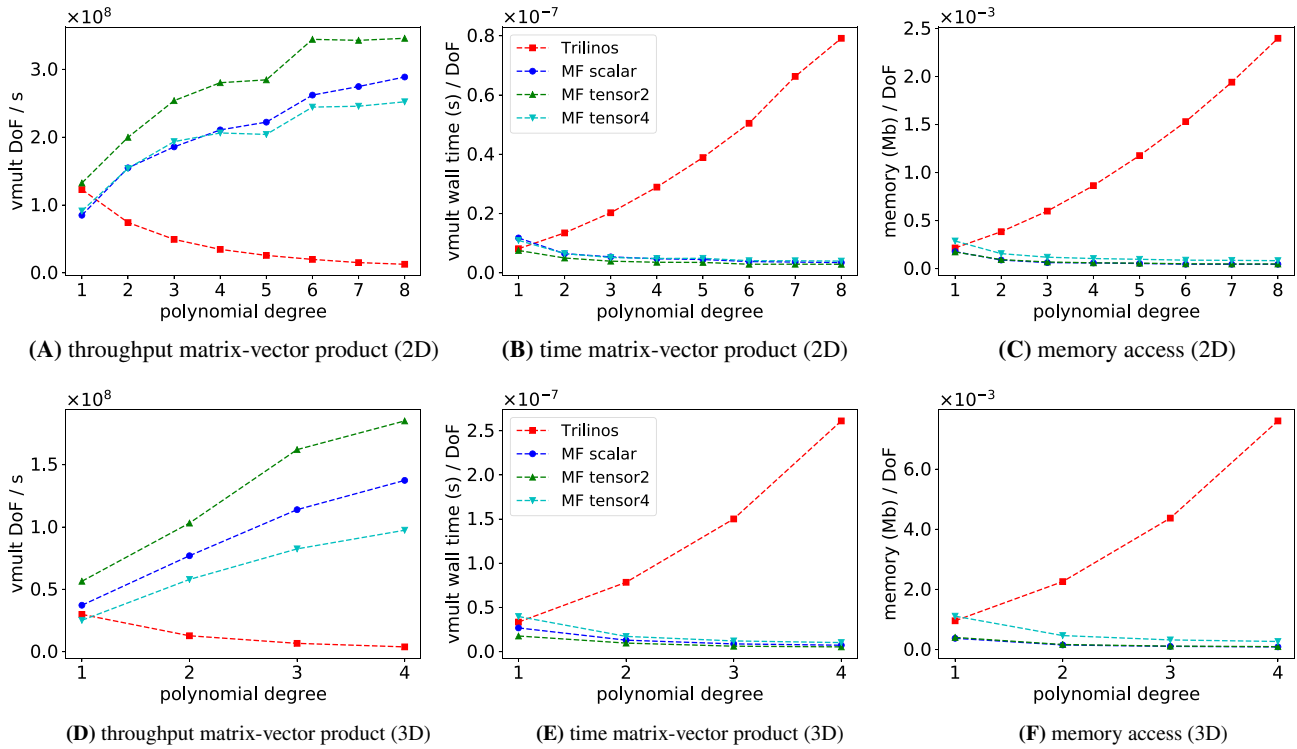 ×10⁸
vmult DoF / s
3.0
2.0
1.0
0.0
1 2 3 4 5 6 7 8
polynomial degree
(A) throughput matrix-vector product (2D)
×10⁻⁷
vmult wall time (s) / DoF
0.8
0.6
0.4
0.2
0.0
Trilinos
MF scalar
MF tensor2
MF tensor4
1 2 3 4 5 6 7 8
polynomial degree
(B) time matrix-vector product (2D)
×10⁻³
memory (Mb) / DoF
2.5
2.0
1.5
1.0
0.5
0.0
1 2 3 4 5 6 7 8
polynomial degree
(C) memory access (2D)
×10⁸
vmult DoF / s
1.5
1.0
0.5
0.0
1 2 3 4
polynomial degree
(D) throughput matrix-vector product (3D)
×10⁻⁷
vmult wall time (s) / DoF
2.5
2.0
1.5
1.0
0.5
0.0
Trilinos
MF scalar
MF tensor2
MF tensor4
1 2 3 4
polynomial degree
(E) time matrix-vector product (3D)
×10⁻³
memory (Mb) / DoF
6.0
4.0
2.0
0.0
1 2 3 4
polynomial degree
(F) memory access (3D)